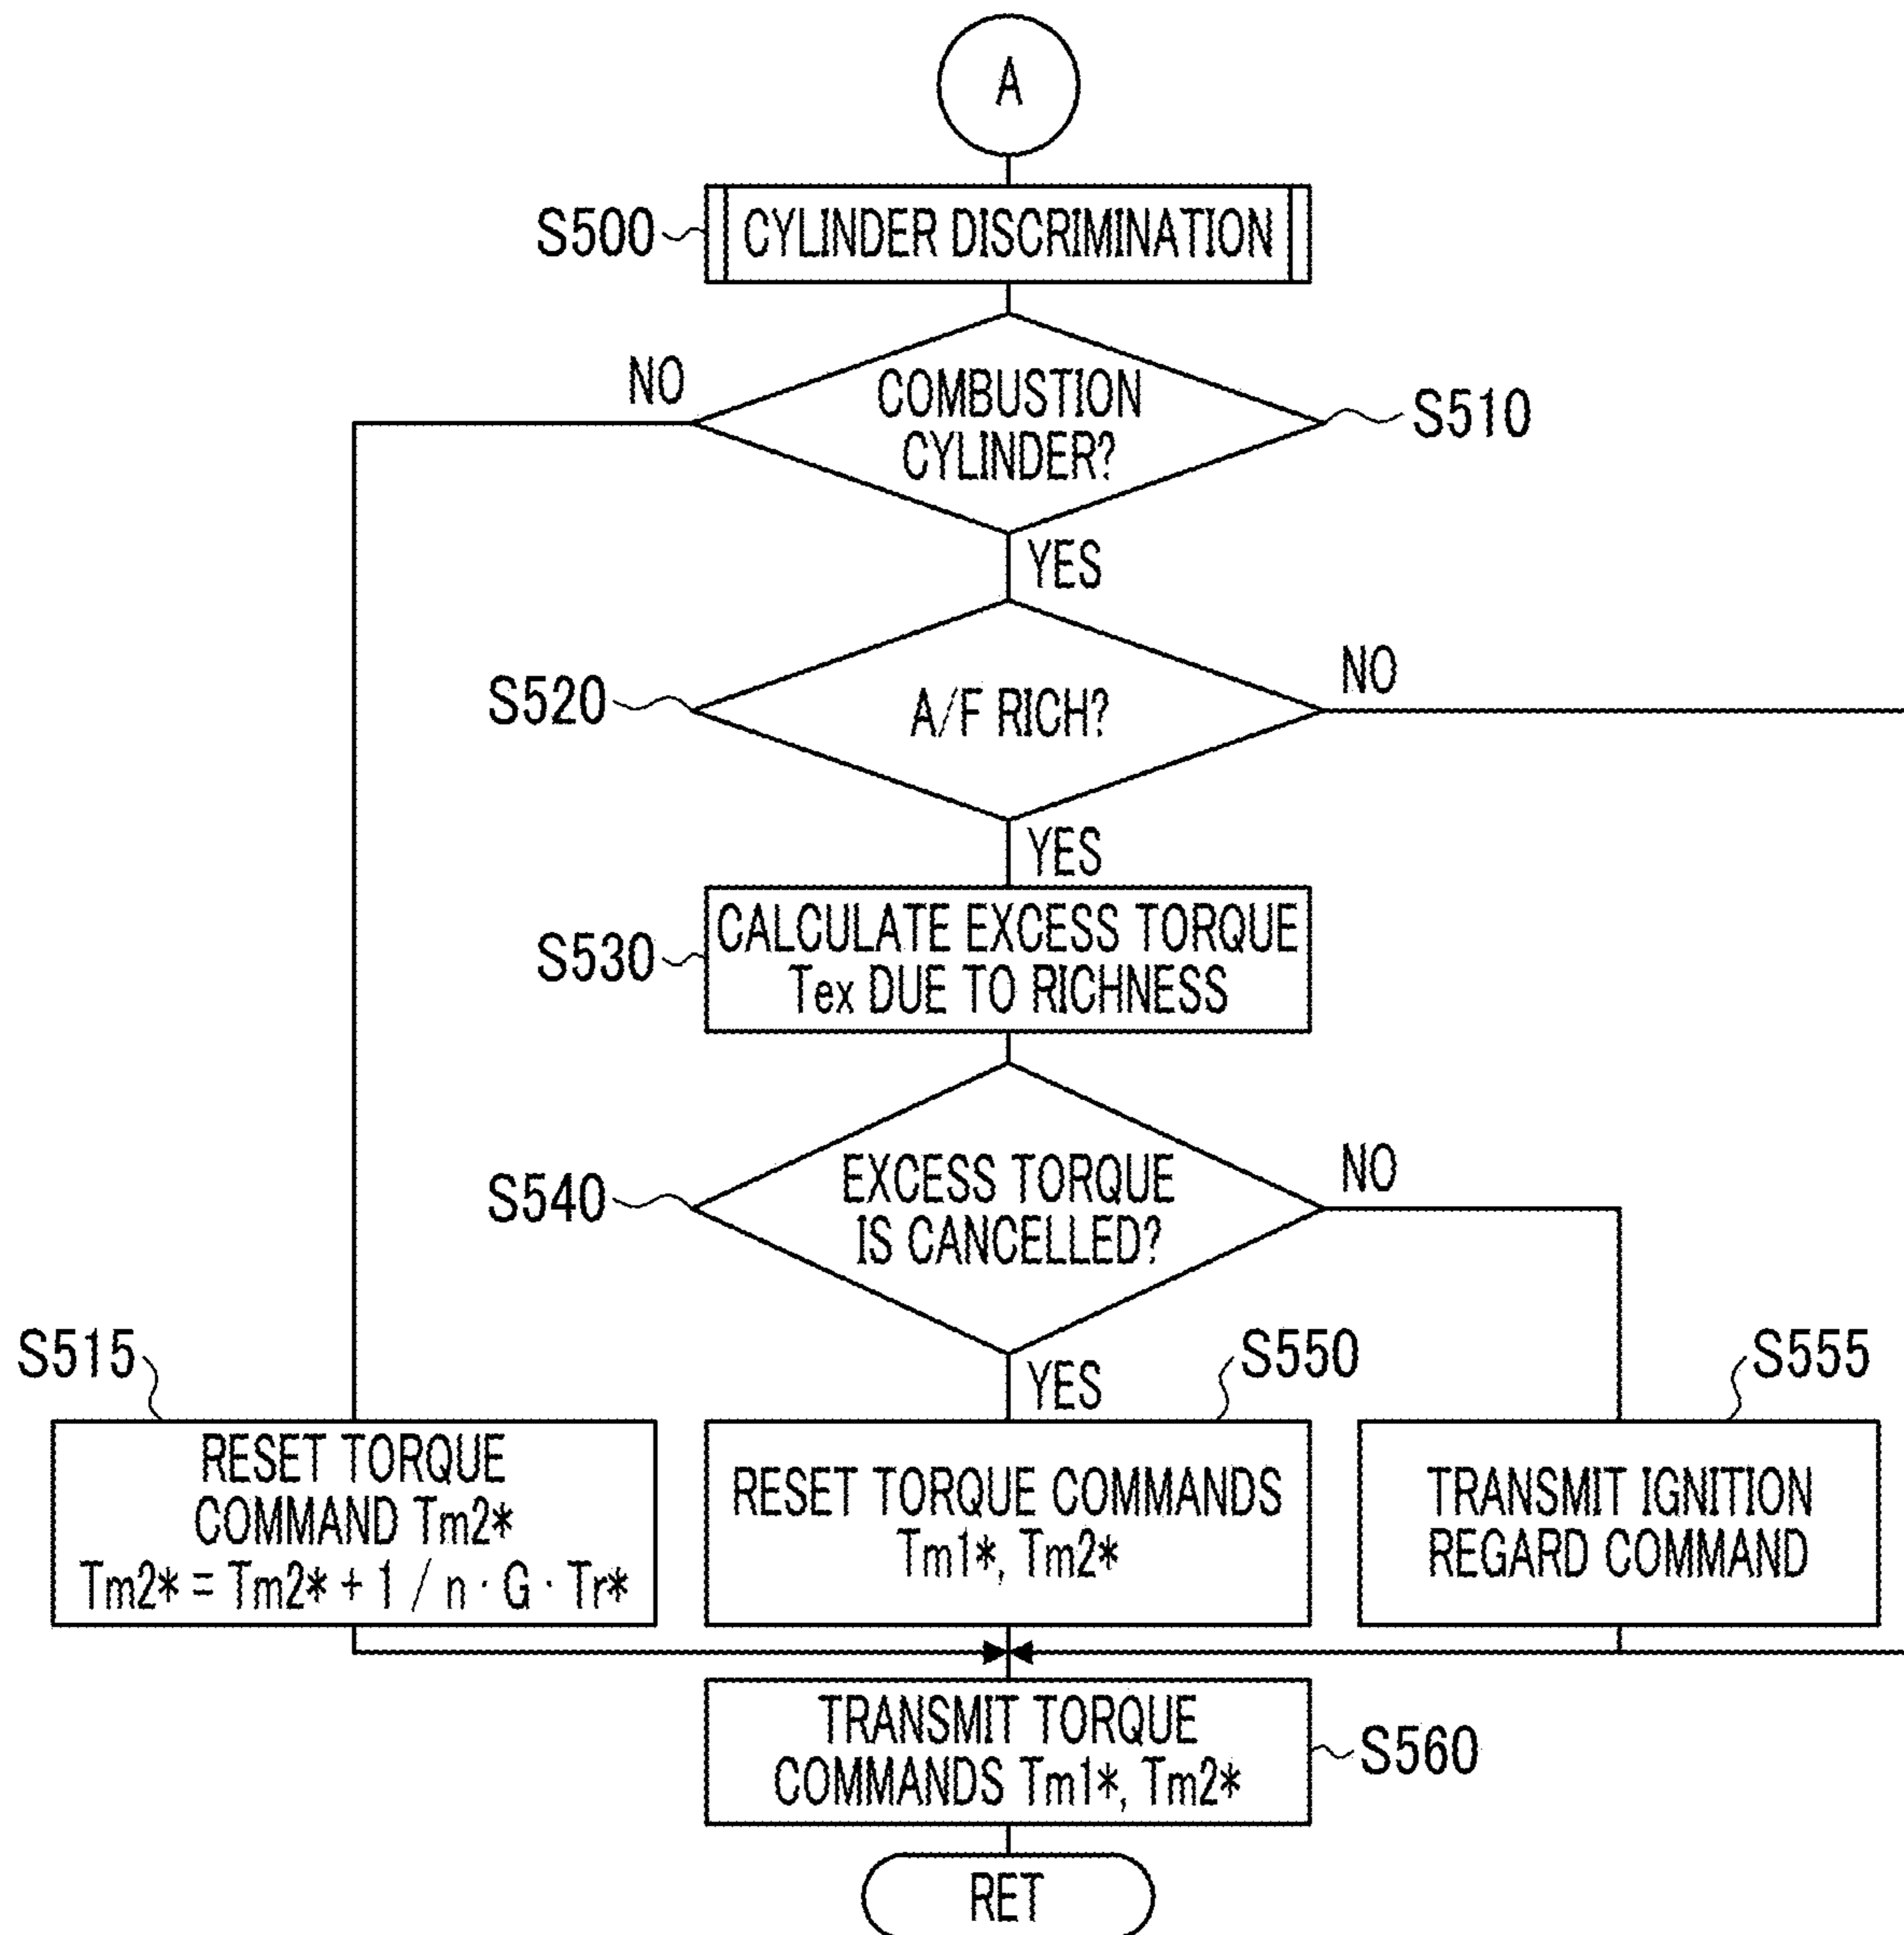 A
S500
CYLINDER DISCRIMINATION
NO
COMBUSTION
CYLINDER?
S510
YES
S520
A/F RICH?
NO
YES
S530
CALCULATE EXCESS TORQUE
Tex DUE TO RICHNESS
S540
EXCESS TORQUE
IS CANCELLED?
NO
YES
S515
RESET TORQUE
COMMAND Tm2*
Tm2* = Tm2* + 1 / n · G · Tr*
S550
RESET TORQUE COMMANDS
Tm1*, Tm2*
S555
TRANSMIT IGNITION
REGARD COMMAND
TRANSMIT TORQUE
COMMANDS Tm1*, Tm2*
S560
RET